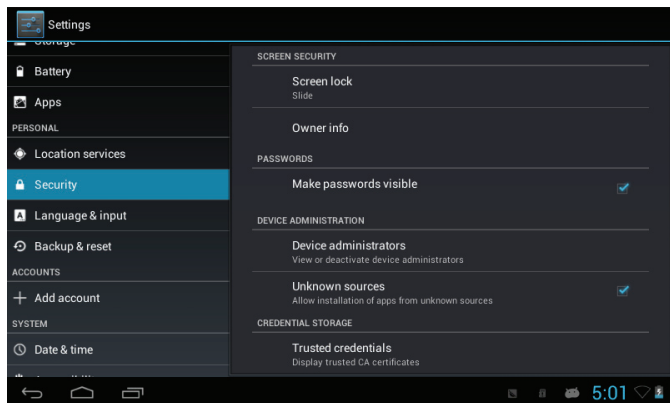 Settings
Storage
Battery
Apps
PERSONAL
Location services
Security
Language & input
Backup & reset
ACCOUNTS
Add account
SYSTEM
Date & time
SCREEN SECURITY
Screen lock
Slide
Owner info
PASSWORDS
Make passwords visible
DEVICE ADMINISTRATION
Device administrators
View or deactivate device administrators
Unknown sources
Allow installation of apps from unknown sources
CREDENTIAL STORAGE
Trusted credentials
Display trusted CA certificates
5:01